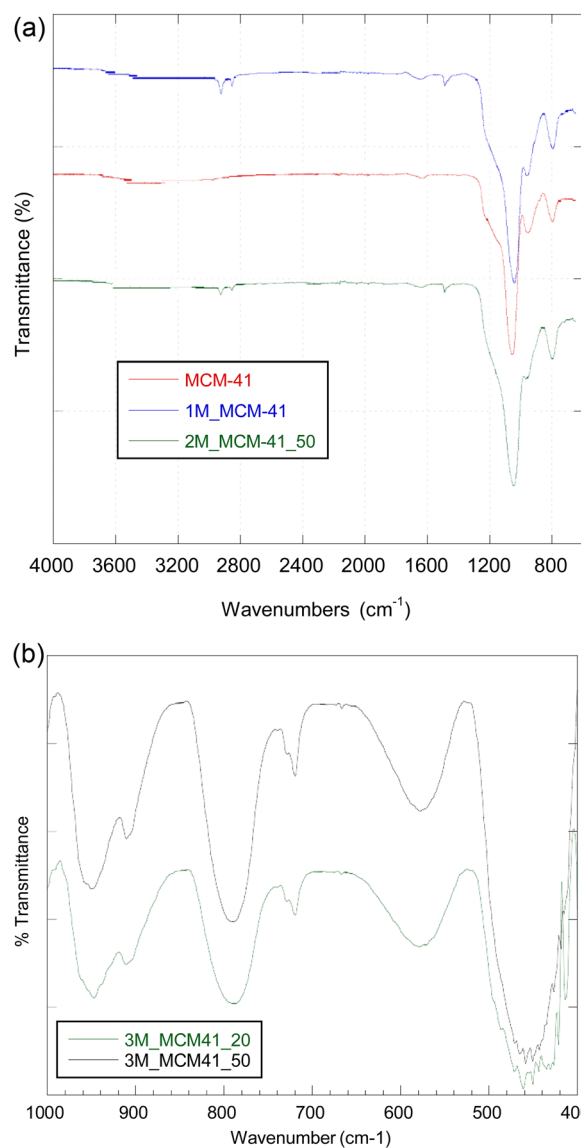 (a)
Transmittance (%)
MCM-41
1M_MCM-41
2M_MCM-41_50
4000 3600 3200 2800 2400 2000 1600 1200 800
Wavenumbers (cm-1)
(b)
% Transmittance
3M_MCM41_20
3M_MCM41_50
1000 900 800 700 600 500 40
Wavenumber (cm-1)